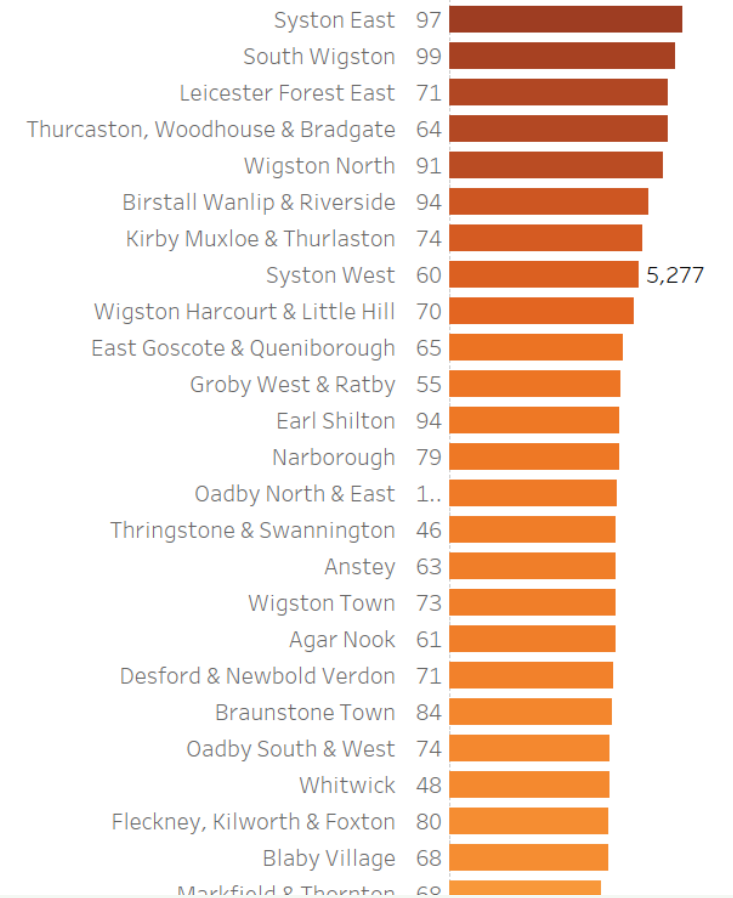 Syston East 97
South Wigston 99
Leicester Forest East 71
Thurcaston, Woodhouse & Bradgate 64
Wigston North 91
Birstall Wanlip & Riverside 94
Kirby Muxloe & Thurlaston 74
Syston West 60 5,277
Wigston Harcourt & Little Hill 70
East Goscote & Queniborough 65
Groby West & Ratby 55
Earl Shilton 94
Narborough 79
Oadby North & East 1..
Thringstone & Swannington 46
Anstey 63
Wigston Town 73
Agar Nook 61
Desford & Newbold Verdon 71
Braunstone Town 84
Oadby South & West 74
Whitwick 48
Fleckney, Kilworth & Foxton 80
Blaby Village 68
Markfield & Thornton 68